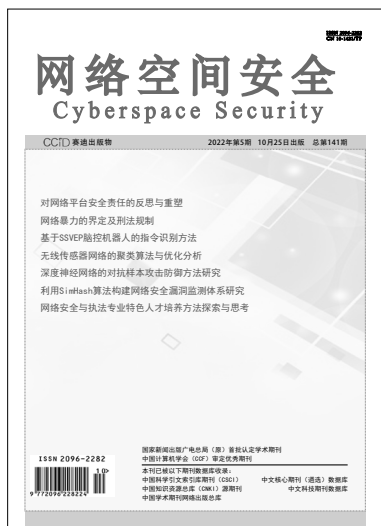 网络空间安全
Cyberspace Security
CCID 赛迪出版物 2022年第5期 10月25日出版 总第141期
对网络平台安全责任的反思与重塑
网络暴力的界定及刑法规制
基于SSVEP脑控机器人的指令识别方法
无线传感器网络的聚类算法与优化分析
深度神经网络的对抗样本攻击防御方法研究
利用SimHash算法构建网络安全漏洞监测体系研究
网络安全与执法专业特色人才培养方法探索与思考
国家新闻出版广电总局（原）首批认定学术期刊
中国计算机学会（CCF）审定优秀期刊
本刊已被以下期刊数据库收录：
中国科学引文索引库期刊（CSCI） 中文核心期刊（遴选）数据库
中国知识资源总库（CNKI）源期刊 中文科技期刊数据库
中国学术期刊网络出版总库
ISSN 2096-2282
10>
9 772096 228224